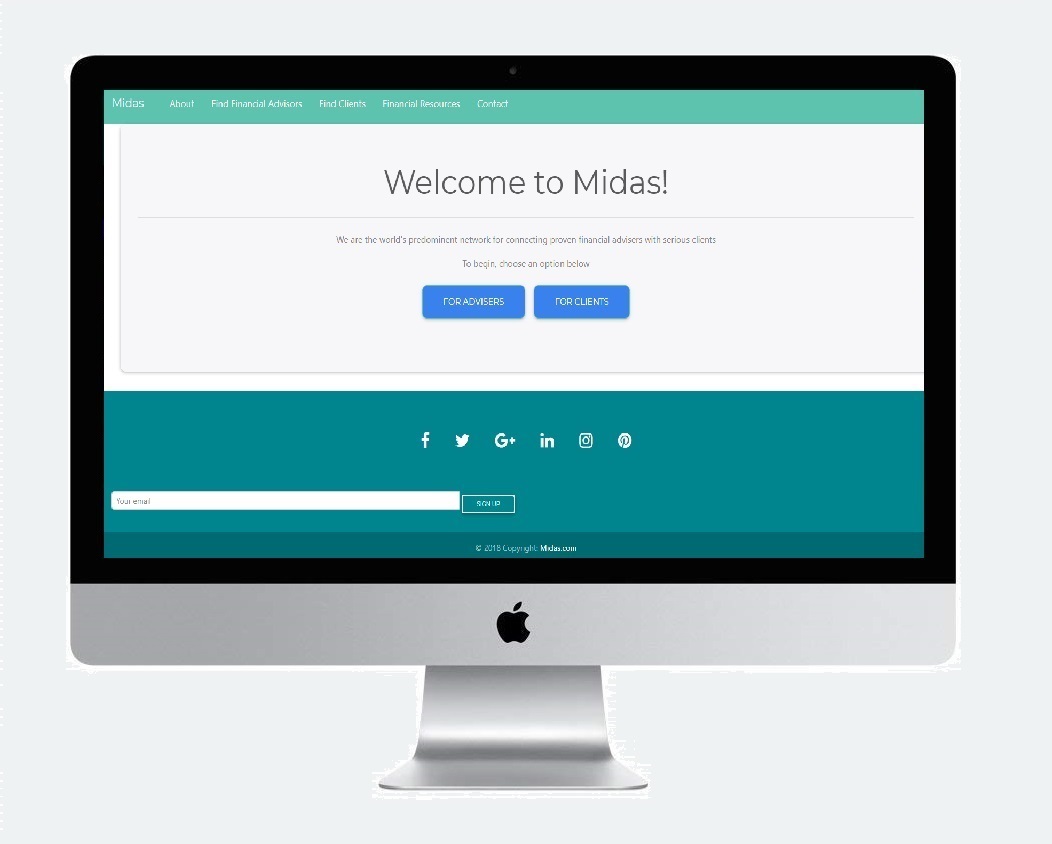 Midas About Find Financial Advisors Find Clients Financial Resources Contact
Welcome to Midas!
We are the world's predominent network for connecting proven financial advisers with serious clients
To begin, choose an option below
FOR ADVISERS FOR CLIENTS
Your email SIGN UP
© 2018 Copyright: Midas.com